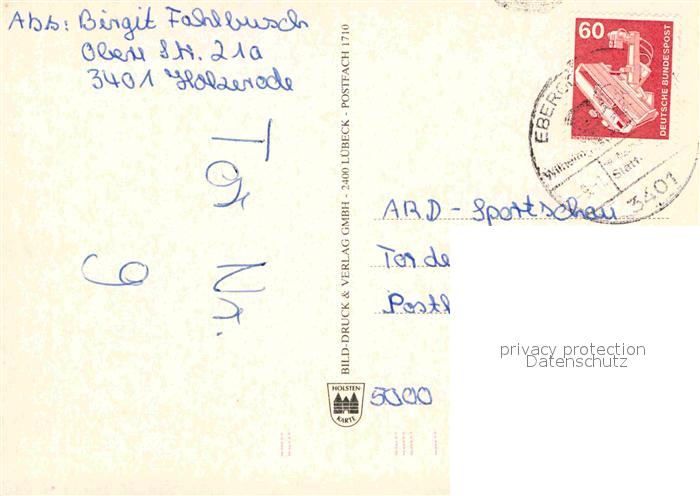 Abs: Birgit Fahlbusch
Obere Str. 21a
3401 Holzerode
Tor
Nr.
9
BILD-DRUCK & VERLAG GMBH - 2400 LÜBECK - POSTFACH 1710
HOLSTEN
KARTE
60
DEUTSCHE BUNDESPOST
3401
ARD - Sportschau
Tor de
Postf
5000
privacy protection
Datenschutz